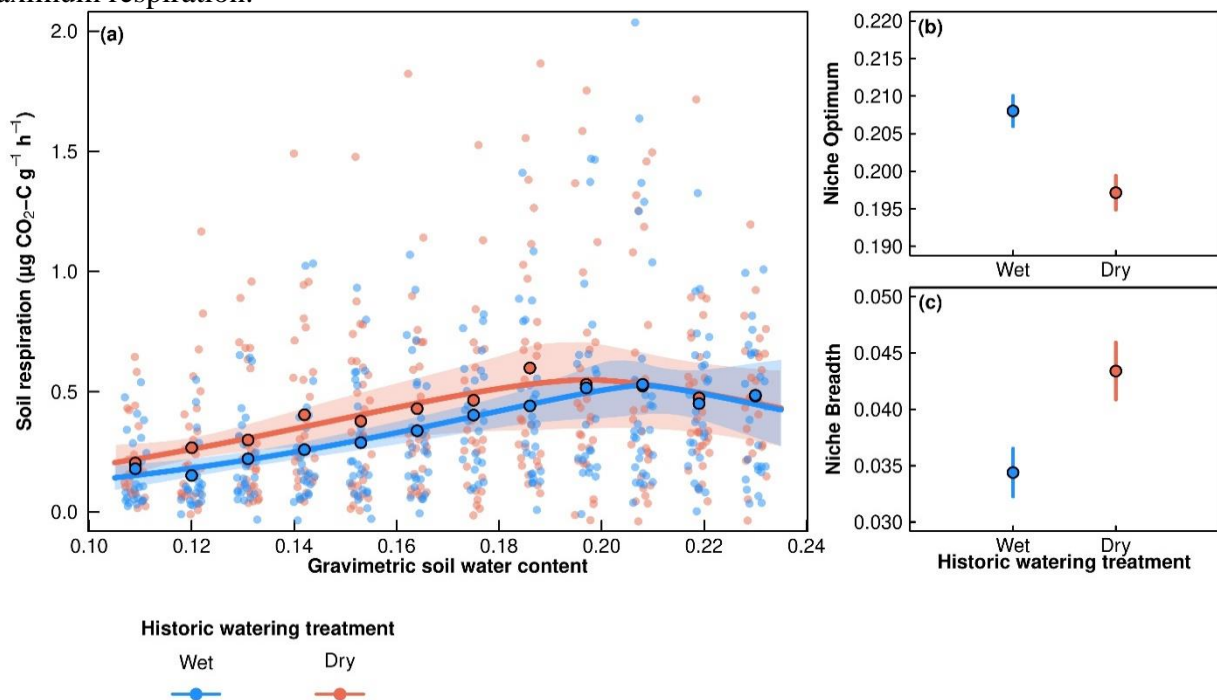 aximum respiration.
(a)
2.0
1.5
1.0
0.5
0.0
Soil respiration (µg CO₂–C g⁻¹ h⁻¹)
0.10 0.12 0.14 0.16 0.18 0.20 0.22 0.24
Gravimetric soil water content
(b)
0.220
0.215
0.210
0.205
0.200
0.195
0.190
Niche Optimum
Wet Dry
(c)
0.050
0.045
0.040
0.035
0.030
Niche Breadth
Wet Dry
Historic watering treatment
Historic watering treatment
Wet Dry